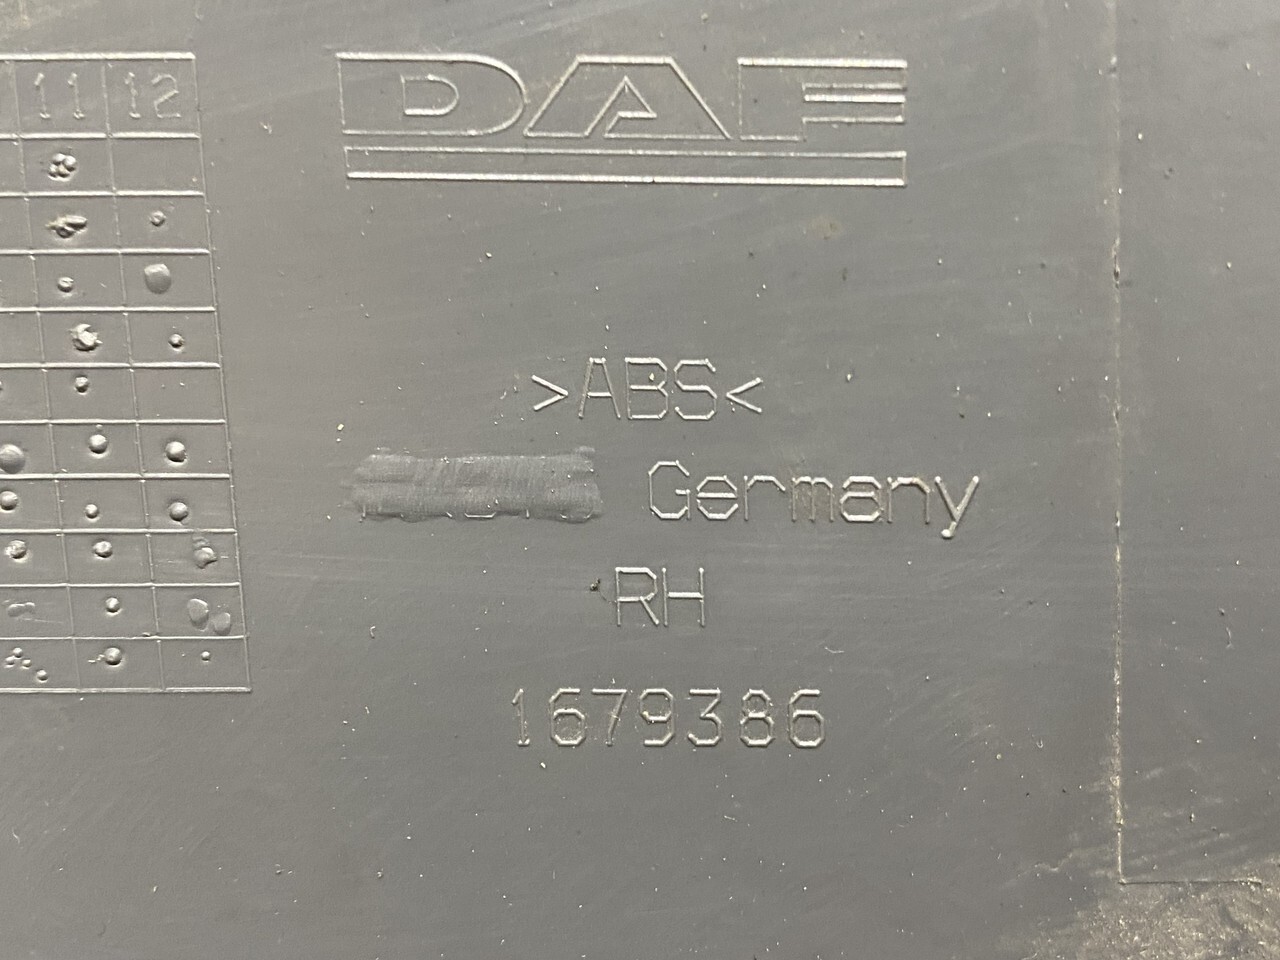 11 12
DAF
>ABS<
Germany
RH
1679386